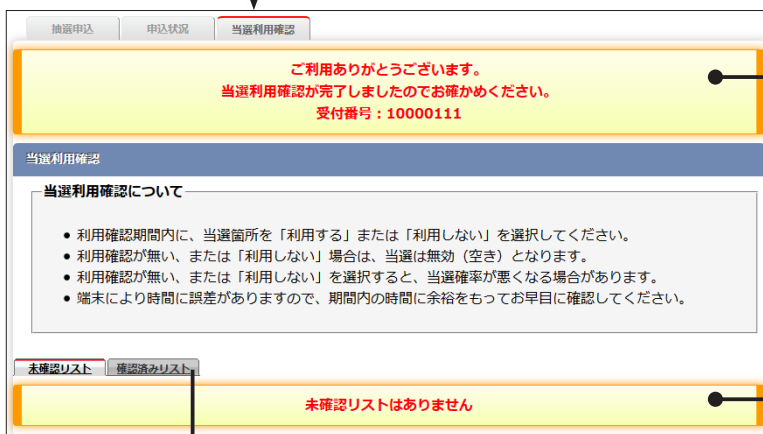 抽選申込 申込状況 当選利用確認
ご利用ありがとうございます。
当選利用確認が完了しましたのでお確かめください。
受付番号：10000111
当選利用確認
当選利用確認について
● 利用確認期間内に、当選箇所を「利用する」または「利用しない」を選択してください。
● 利用確認が無い、または「利用しない」場合は、当選は無効（空き）となります。
● 利用確認が無い、または「利用しない」を選択すると、当選確率が悪くなる場合があります。
● 端末により時間に誤差がありますので、期間内の時間に余裕をもってお早目に確認してください。
未確認リスト 確認済みリスト
未確認リストはありません